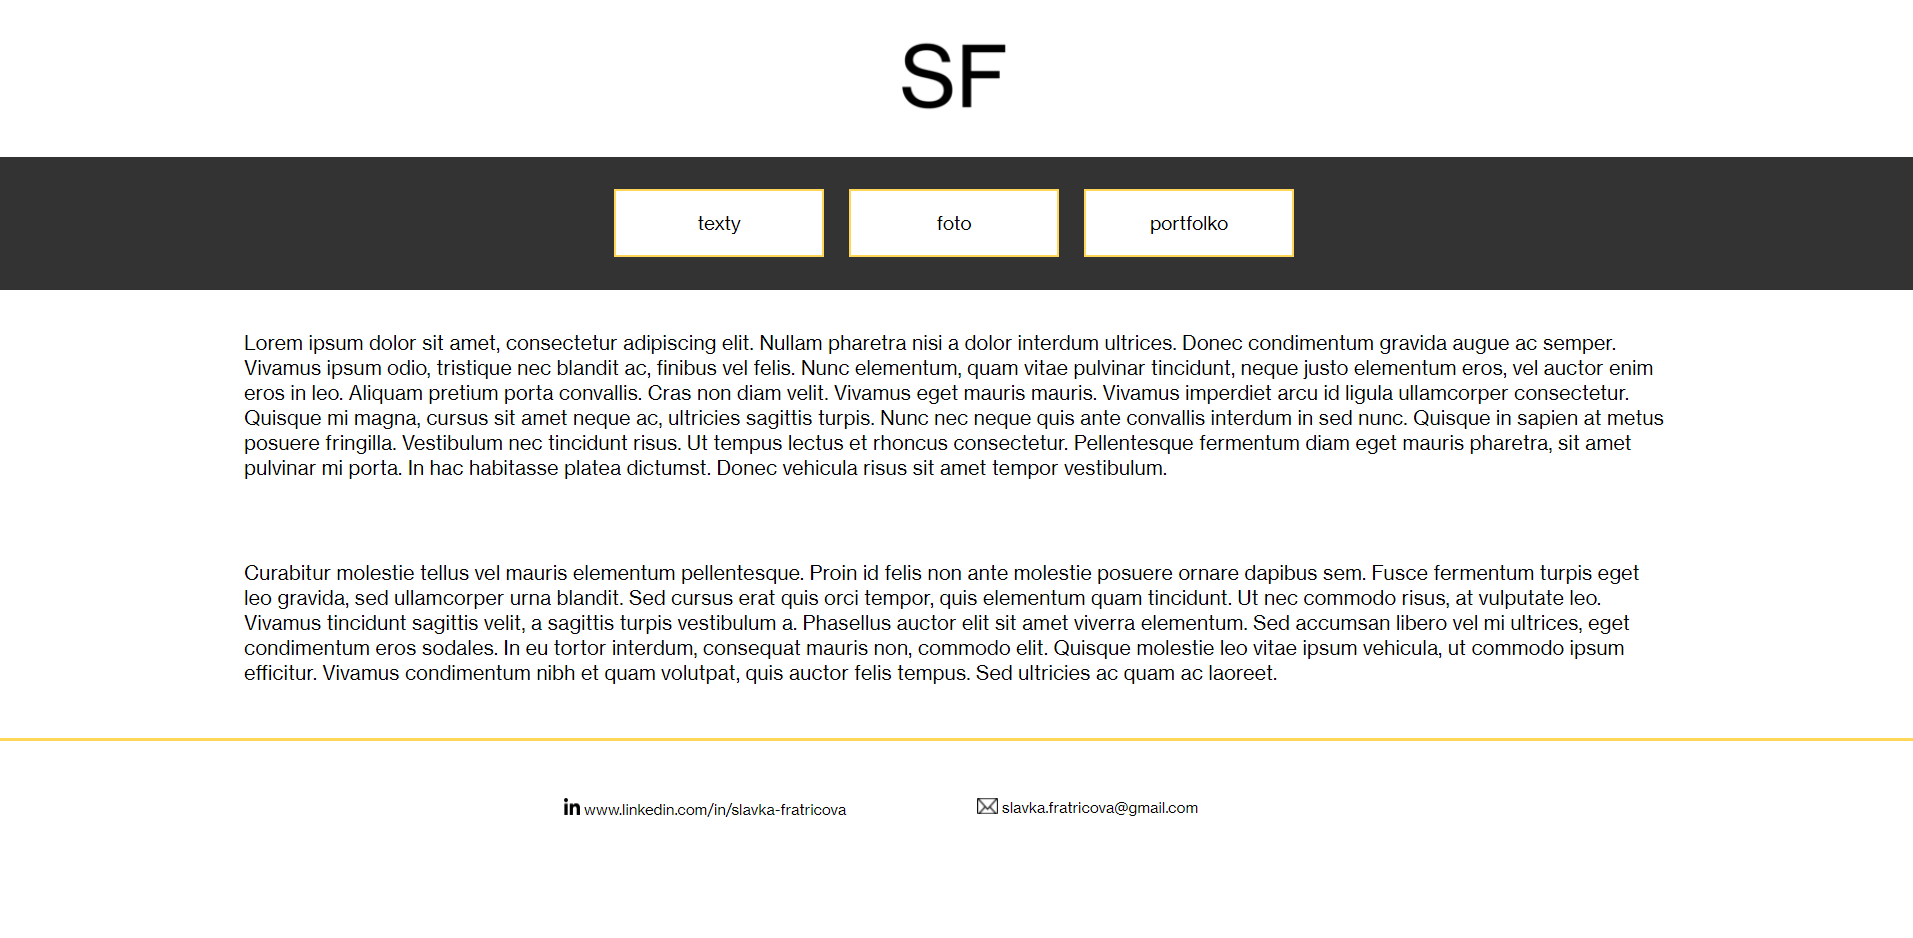 SF
texty
foto
portfolko
Lorem ipsum dolor sit amet, consectetur adipiscing elit. Nullam pharetra nisi a dolor interdum ultrices. Donec condimentum gravida augue ac semper.
Vivamus ipsum odio, tristique nec blandit ac, finibus vel felis. Nunc elementum, quam vitae pulvinar tincidunt, neque justo elementum eros, vel auctor enim
eros in leo. Aliquam pretium porta convallis. Cras non diam velit. Vivamus eget mauris mauris. Vivamus imperdiet arcu id ligula ullamcorper consectetur.
Quisque mi magna, cursus sit amet neque ac, ultricies sagittis turpis. Nunc nec neque quis ante convallis interdum in sed nunc. Quisque in sapien at metus
posuere fringilla. Vestibulum nec tincidunt risus. Ut tempus lectus et rhoncus consectetur. Pellentesque fermentum diam eget mauris pharetra, sit amet
pulvinar mi porta. In hac habitasse platea dictumst. Donec vehicula risus sit amet tempor vestibulum.
Curabitur molestie tellus vel mauris elementum pellentesque. Proin id felis non ante molestie posuere ornare dapibus sem. Fusce fermentum turpis eget
leo gravida, sed ullamcorper urna blandit. Sed cursus erat quis orci tempor, quis elementum quam tincidunt. Ut nec commodo risus, at vulputate leo.
Vivamus tincidunt sagittis velit, a sagittis turpis vestibulum a. Phasellus auctor elit sit amet viverra elementum. Sed accumsan libero vel mi ultrices, eget
condimentum eros sodales. In eu tortor interdum, consequat mauris non, commodo elit. Quisque molestie leo vitae ipsum vehicula, ut commodo ipsum
efficitur. Vivamus condimentum nibh et quam volutpat, quis auctor felis tempus. Sed ultricies ac quam ac laoreet.
in www.linkedin.com/in/slavka-fratricova
slavka.fratricova@gmail.com